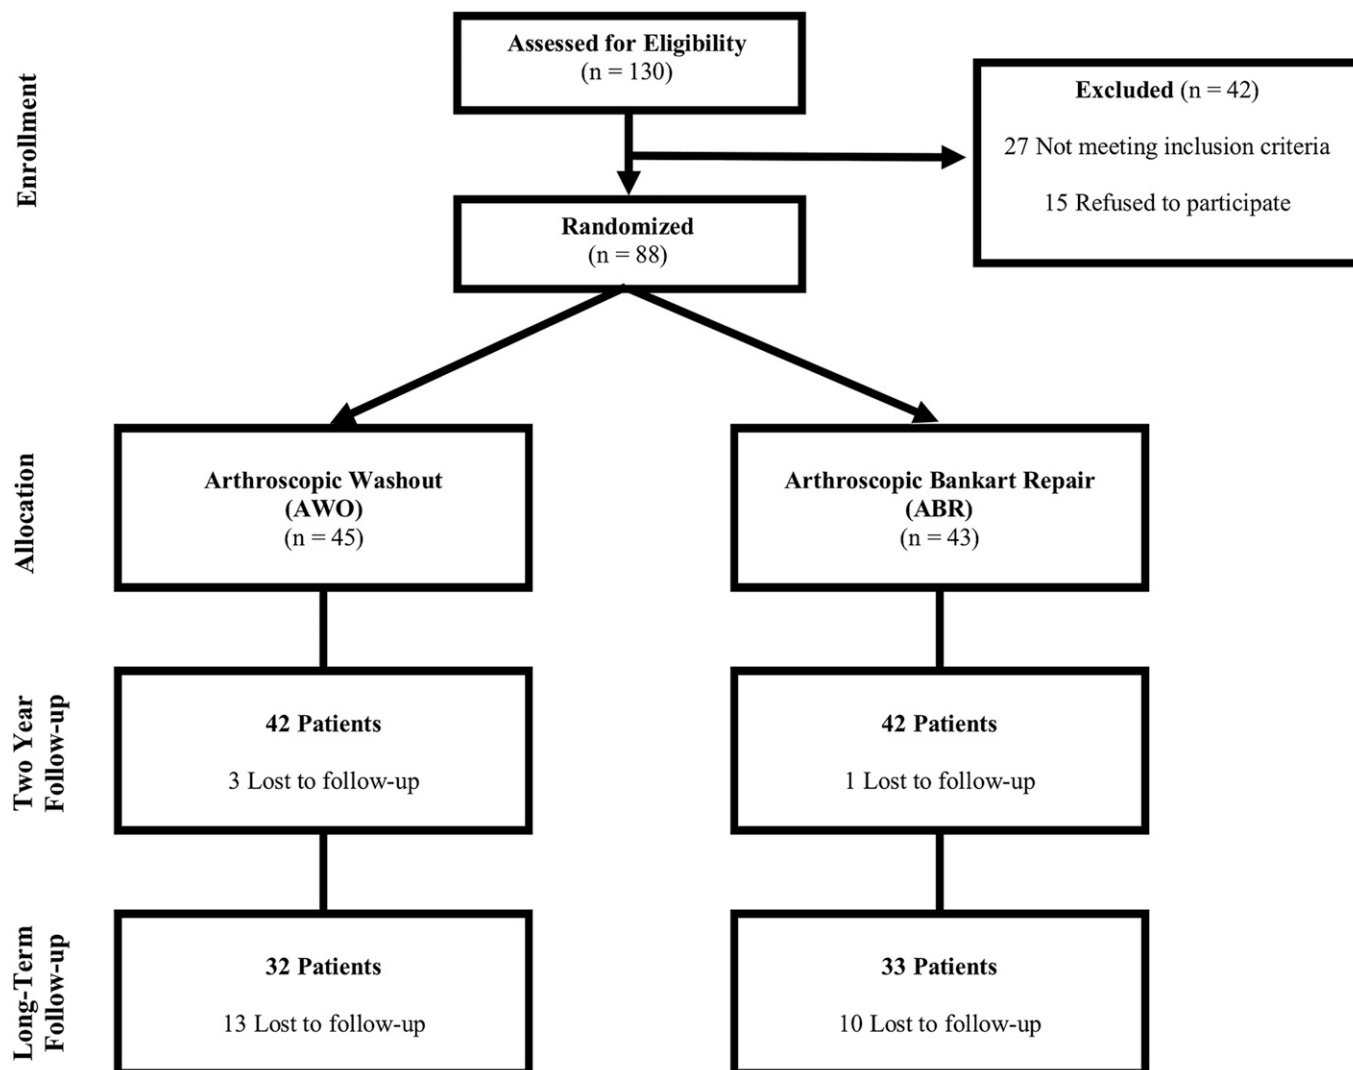 Enrollment
Assessed for Eligibility
(n = 130)
Excluded (n = 42)
27 Not meeting inclusion criteria
15 Refused to participate
Randomized
(n = 88)
Allocation
Arthroscopic Washout
(AWO)
(n = 45)
Arthroscopic Bankart Repair
(ABR)
(n = 43)
Two Year
Follow-up
42 Patients
3 Lost to follow-up
42 Patients
1 Lost to follow-up
Long-Term
Follow-up
32 Patients
13 Lost to follow-up
33 Patients
10 Lost to follow-up